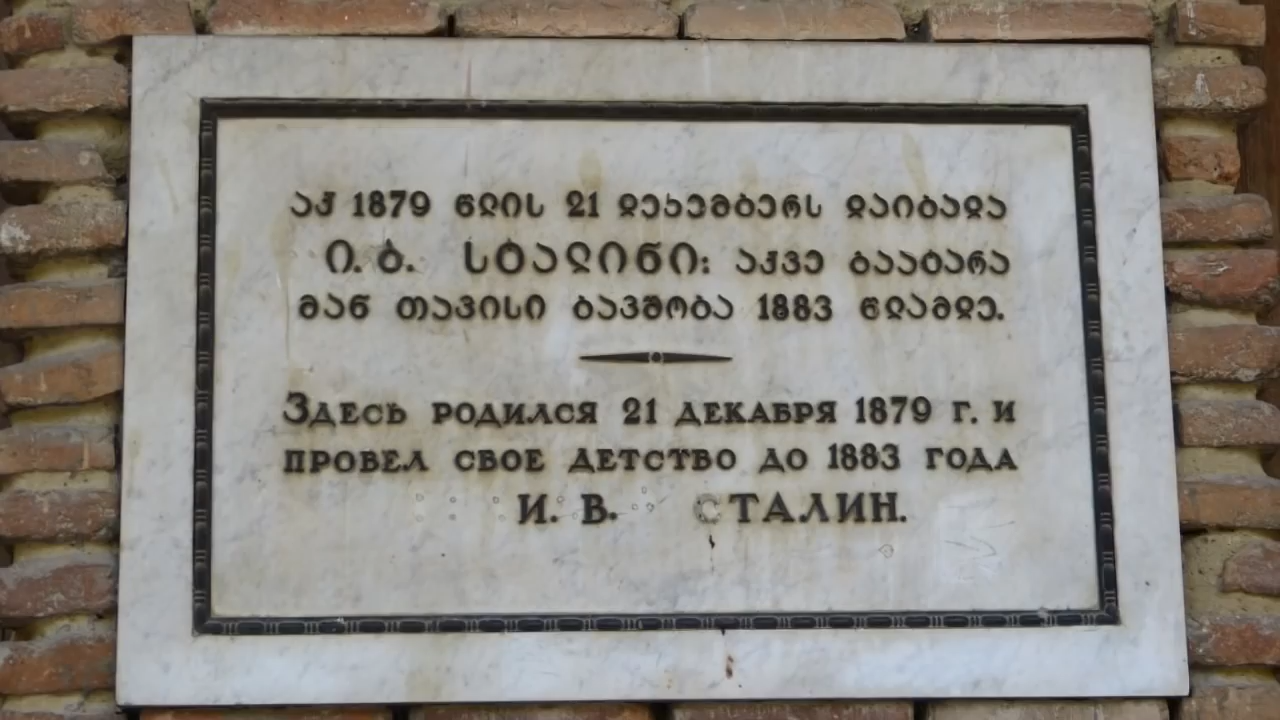 აქ 1879 წლის 21 დეკემბერს დაიბადა
ი. ბ. სტალინი: აქვე გაატარა
მან თავისი ბავშობა 1883 წლამდე.
Здесь родился 21 декабря 1879 г. и
провел свое детство до 1883 года
И. В. СТАЛИН.